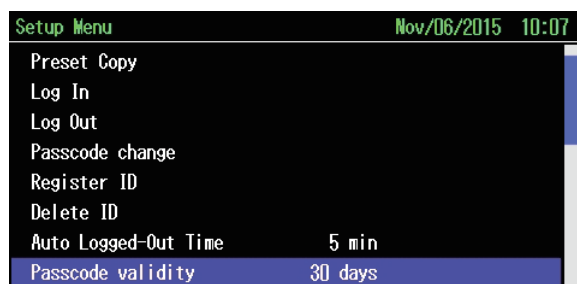 Setup Menu Nov/06/2015 10:07
Preset Copy
Log In
Log Out
Passcode change
Register ID
Delete ID
Auto Logged-Out Time 5 min
Passcode validity 30 days